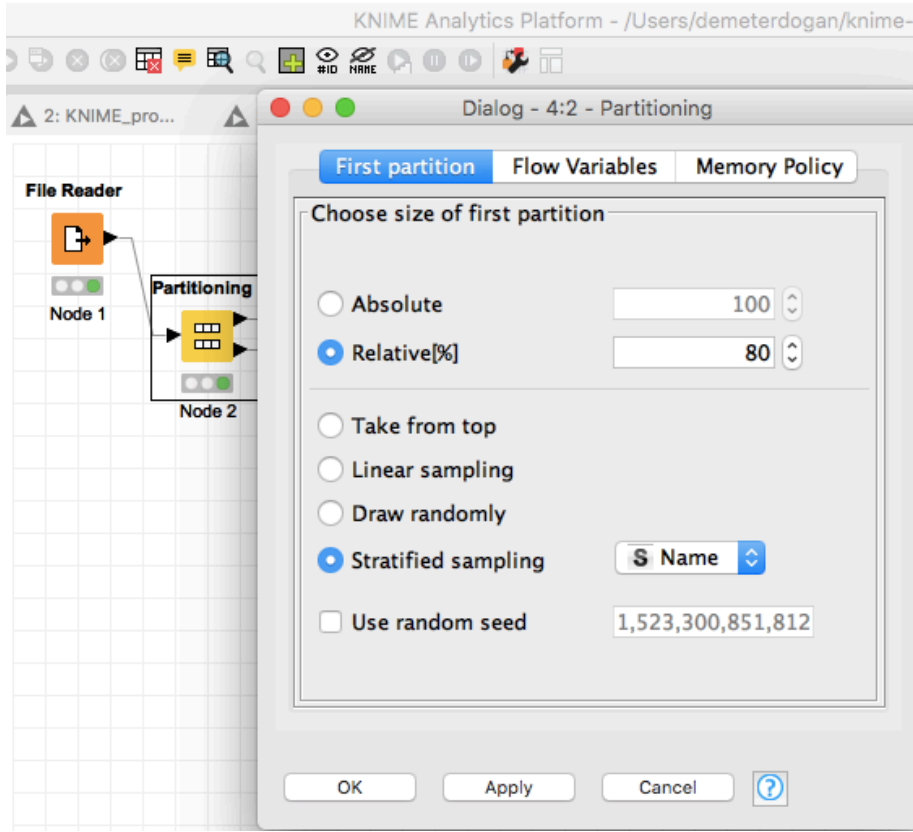 KNIME Analytics Platform - /Users/demeterdogan/knime-
#ID NAME
2: KNIME_pro...
Dialog - 4:2 - Partitioning
First partition Flow Variables Memory Policy
File Reader
Node 1
Partitioning
Node 2
Choose size of first partition
Absolute 100
Relative[%] 80
Take from top
Linear sampling
Draw randomly
Stratified sampling S Name
Use random seed 1,523,300,851,812
OK Apply Cancel ?